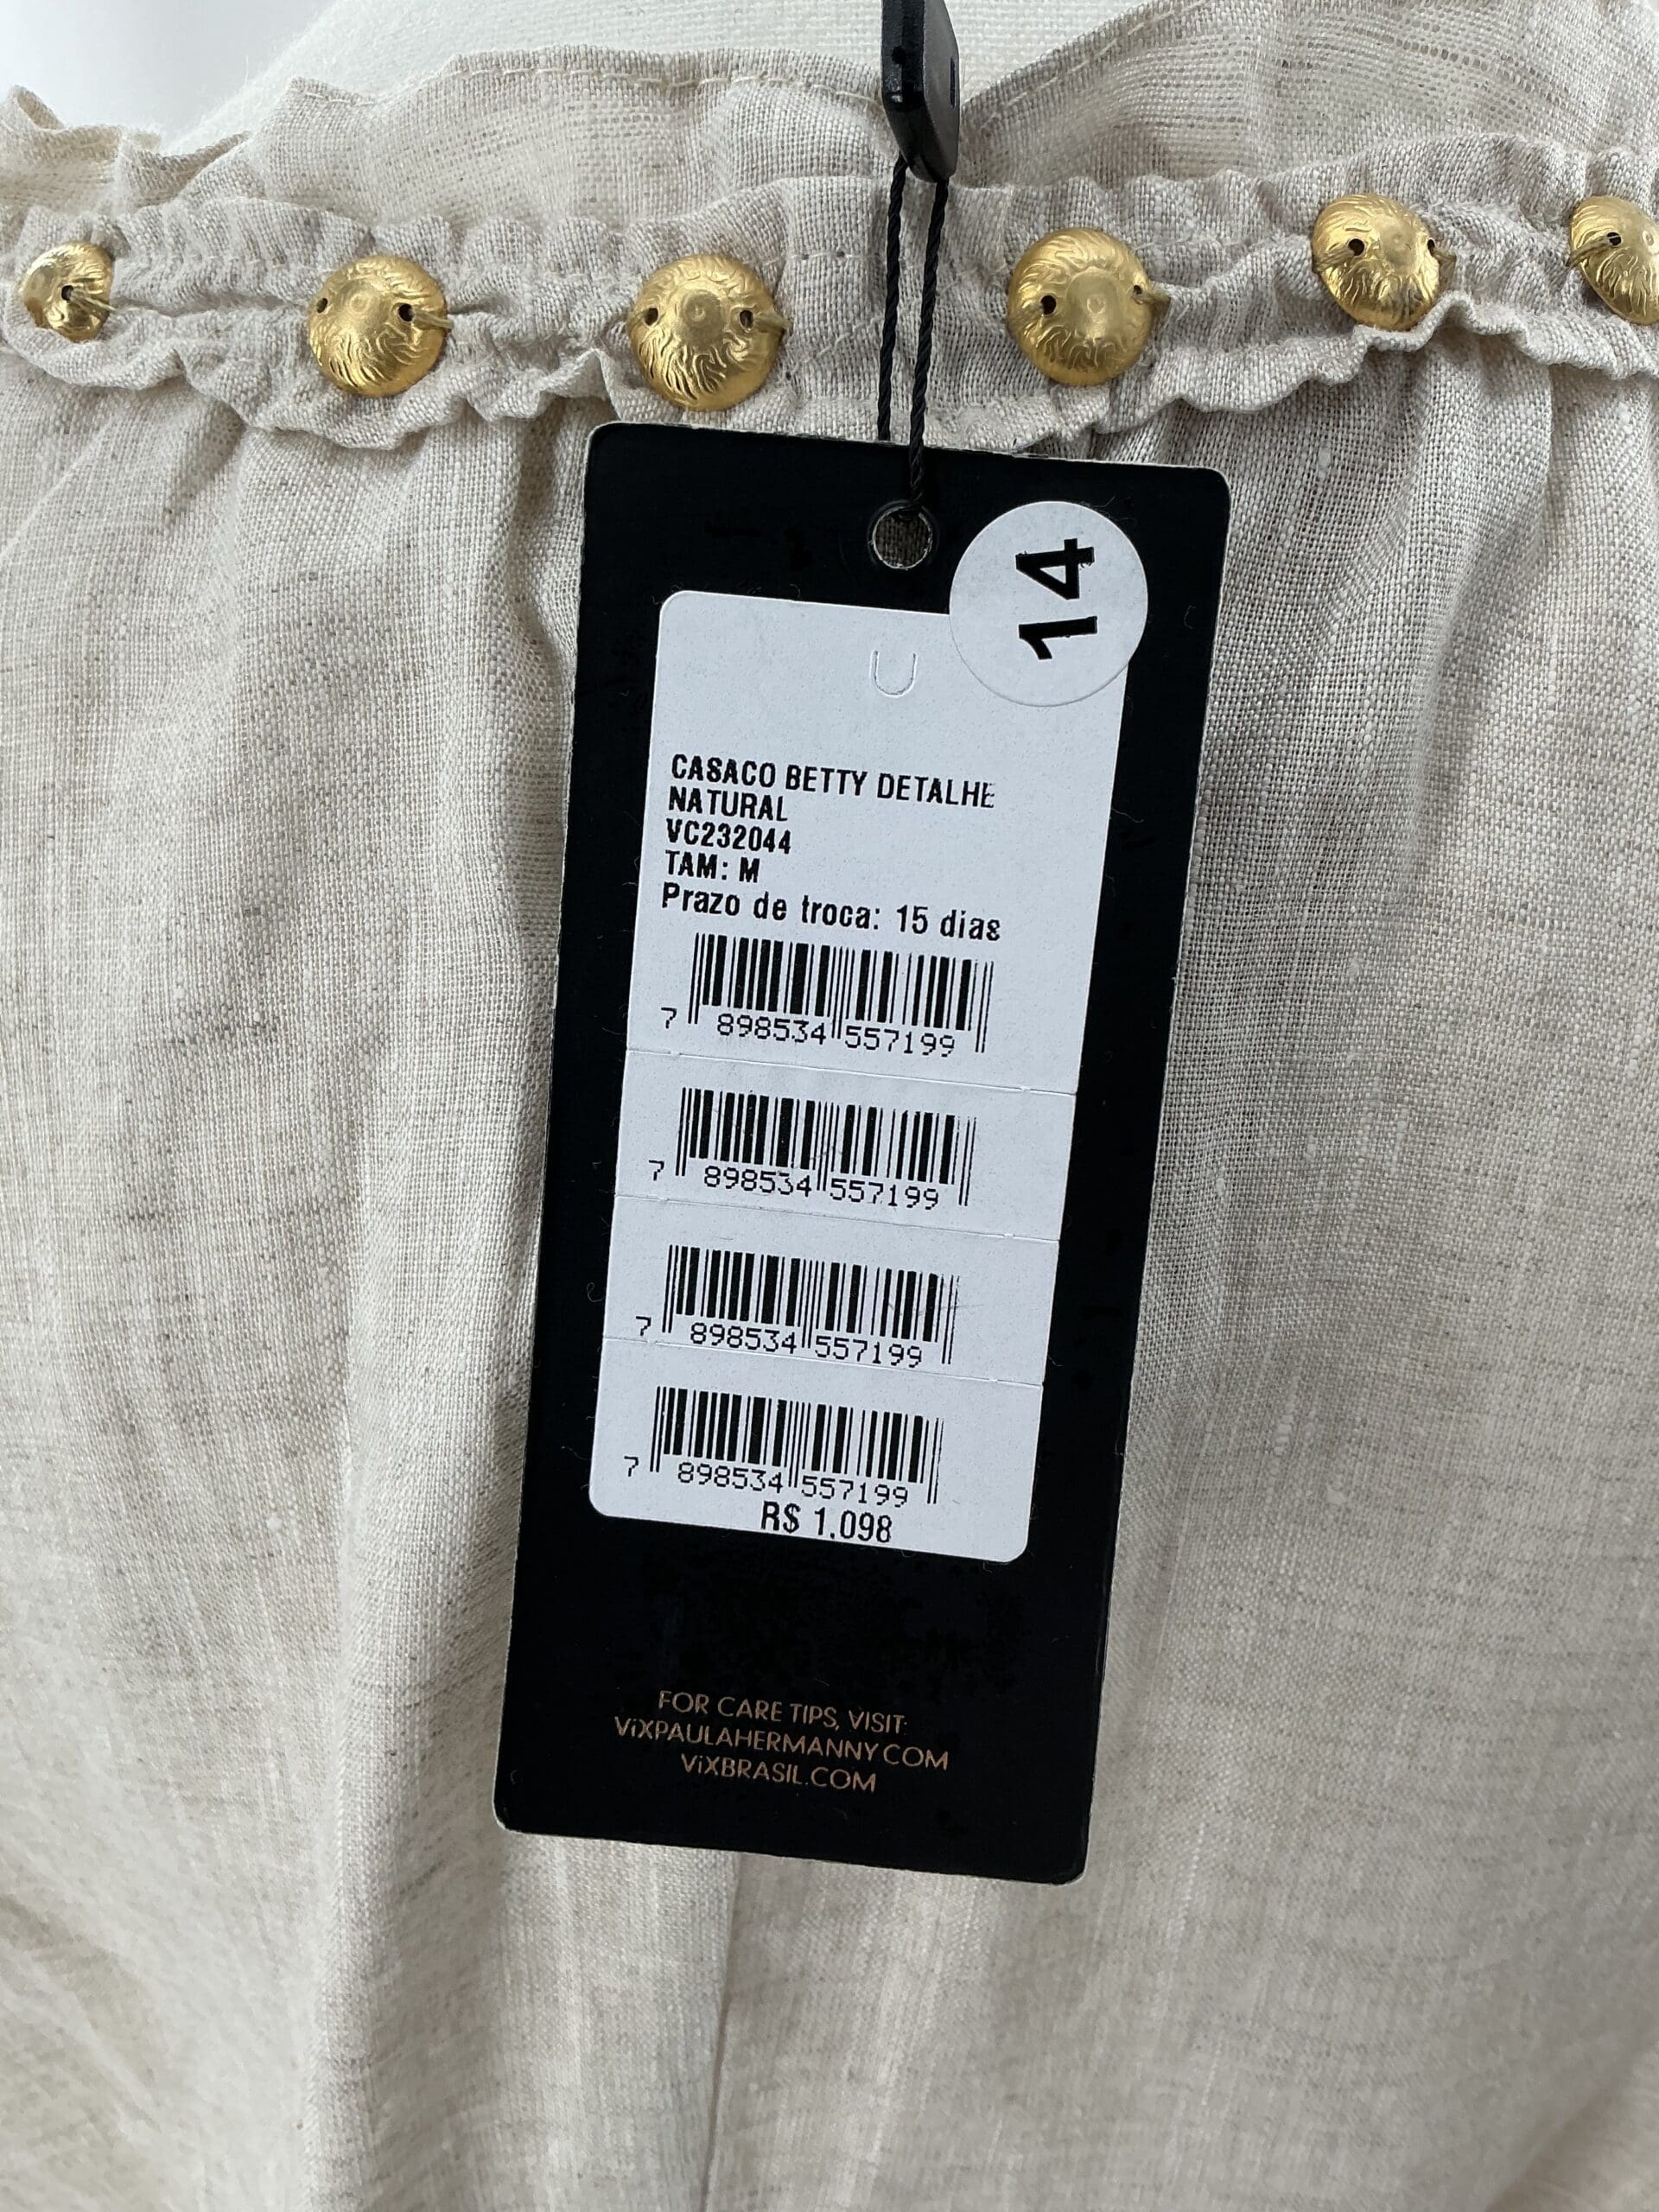 14
CASACO BETTY DETALHE
NATURAL
VC232044
TAM: M
Prazo de troca: 15 dias
7 898534 557199
7 898534 557199
7 898534 557199
7 898534 557199
R$ 1.098
FOR CARE TIPS, VISIT:
ViXPAULAHERMANNY.COM
ViXBRASIL.COM